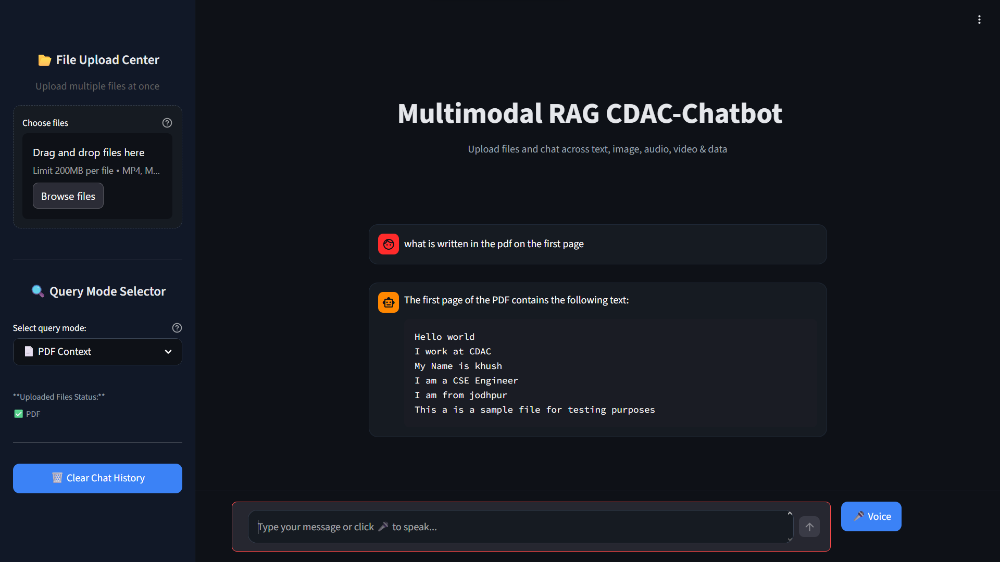 File Upload Center
Upload multiple files at once
Choose files
Drag and drop files here
Limit 200MB per file • MP4, M...
Browse files
Query Mode Selector
Select query mode:
PDF Context
**Uploaded Files Status:**
PDF
Clear Chat History
Multimodal RAG CDAC-Chatbot
Upload files and chat across text, image, audio, video & data
what is written in the pdf on the first page
The first page of the PDF contains the following text:
Hello world
I work at CDAC
My Name is khush
I am a CSE Engineer
I am from jodhpur
This a is a sample file for testing purposes
Type your message or click 🎤 to speak...
Voice